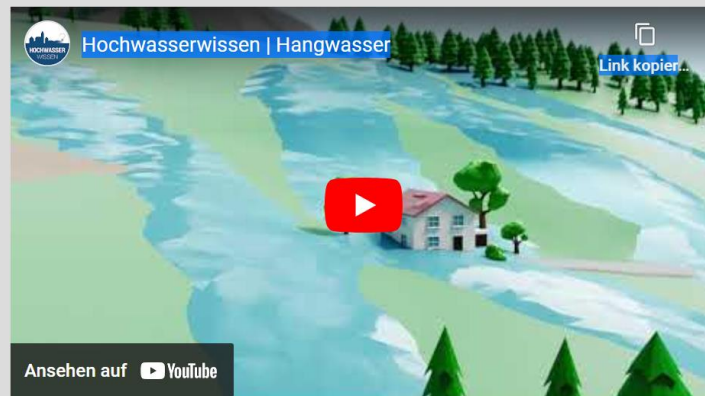 HOCHWASSER
WISSEN
Hochwasserwissen | Hangwasser
Link kopier...
Ansehen auf YouTube